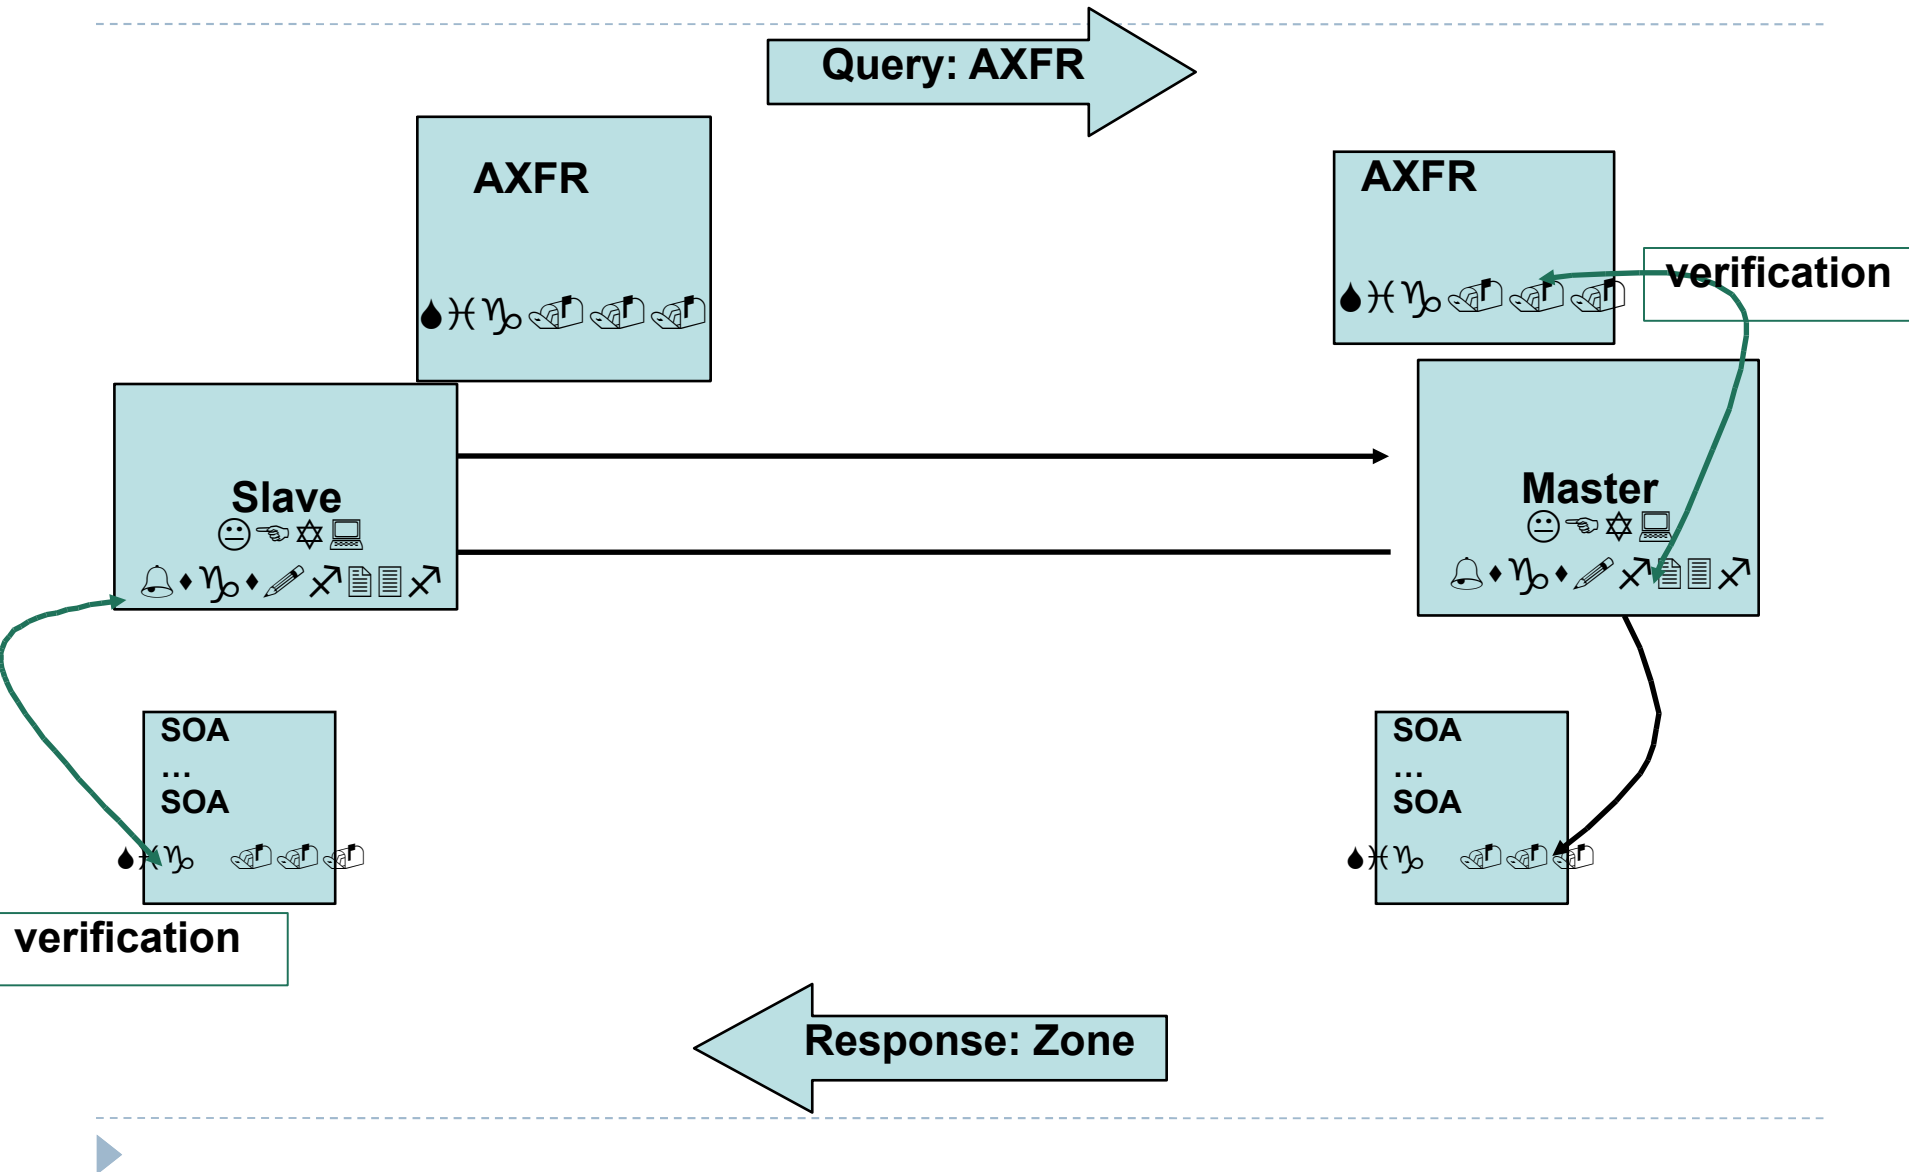 Query: AXFR
AXFR
AXFR
verification
Slave
Master
SOA
…
SOA
SOA
…
SOA
verification
Response: Zone